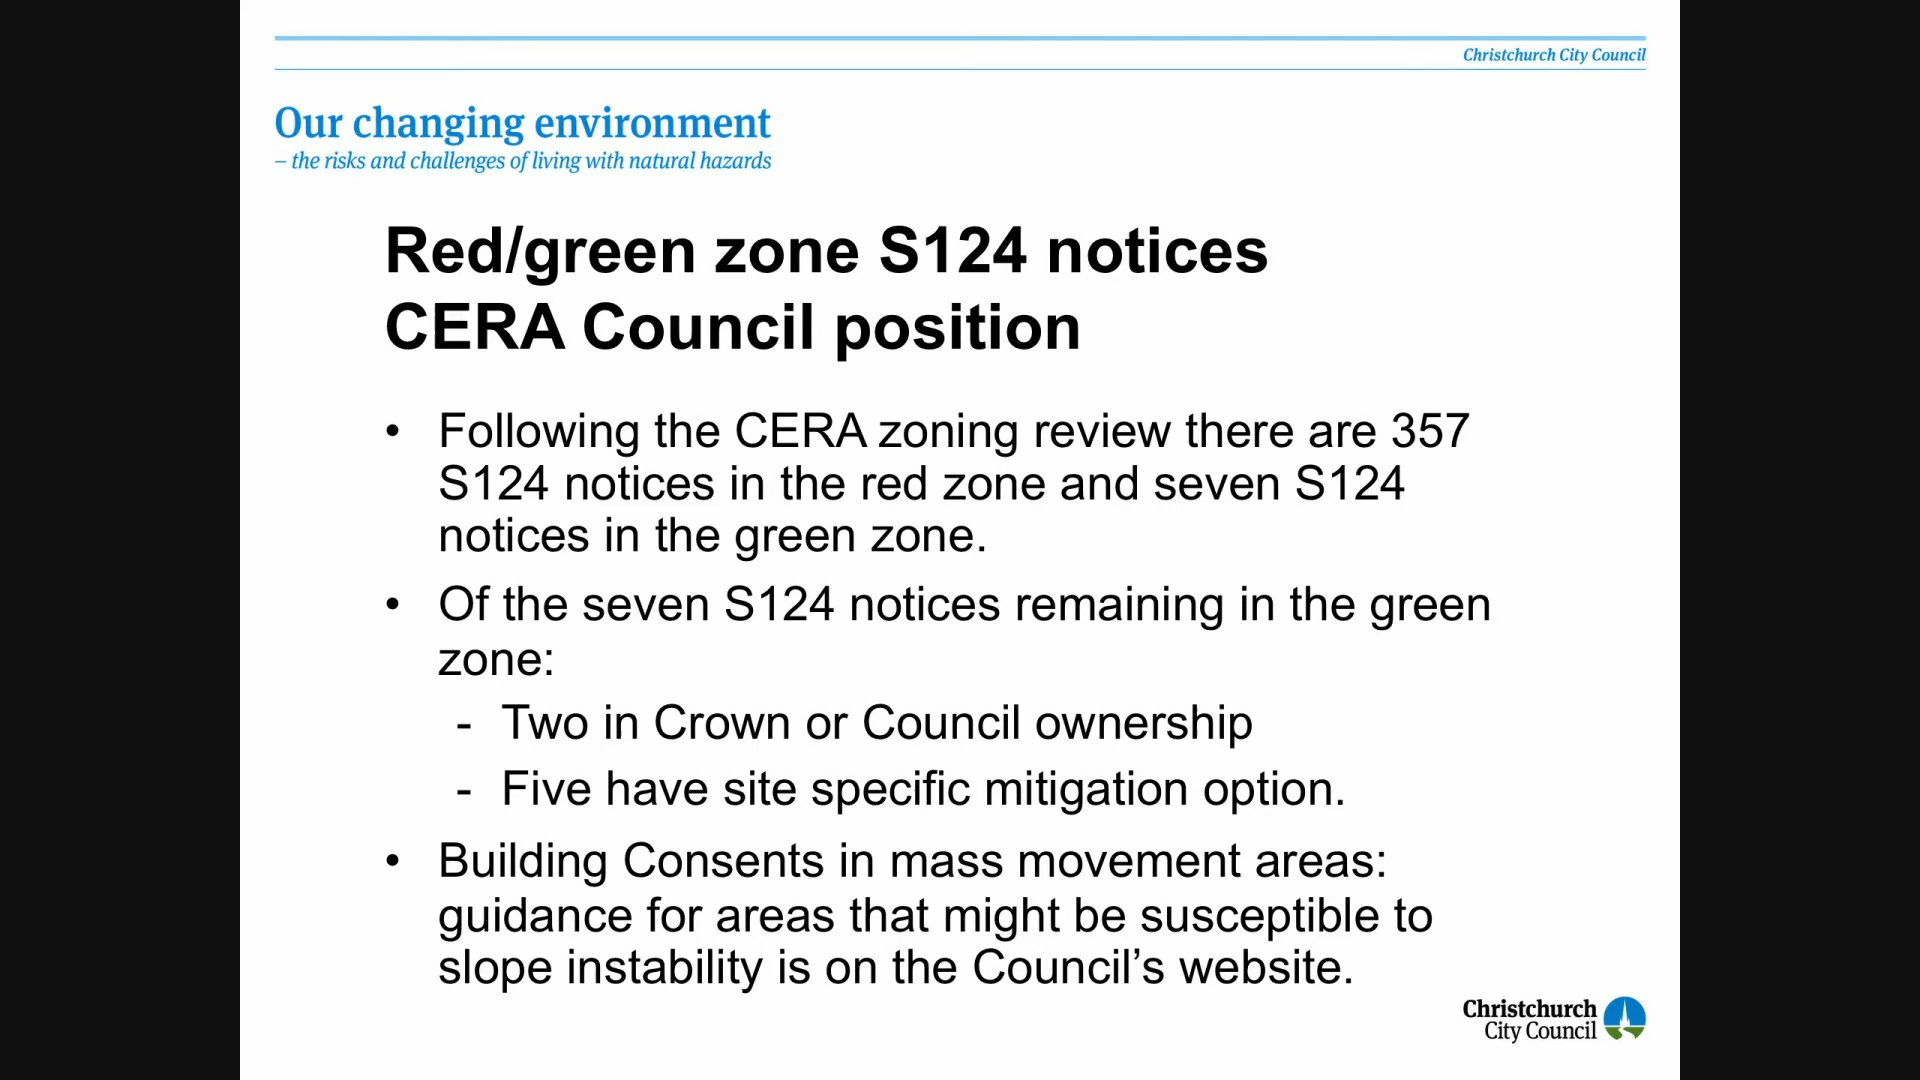 Christchurch City Council
Our changing environment
– the risks and challenges of living with natural hazards
Red/green zone S124 notices
CERA Council position
• Following the CERA zoning review there are 357
S124 notices in the red zone and seven S124
notices in the green zone.
• Of the seven S124 notices remaining in the green
zone:
- Two in Crown or Council ownership
- Five have site specific mitigation option.
• Building Consents in mass movement areas:
guidance for areas that might be susceptible to
slope instability is on the Council’s website.
Christchurch
City Council